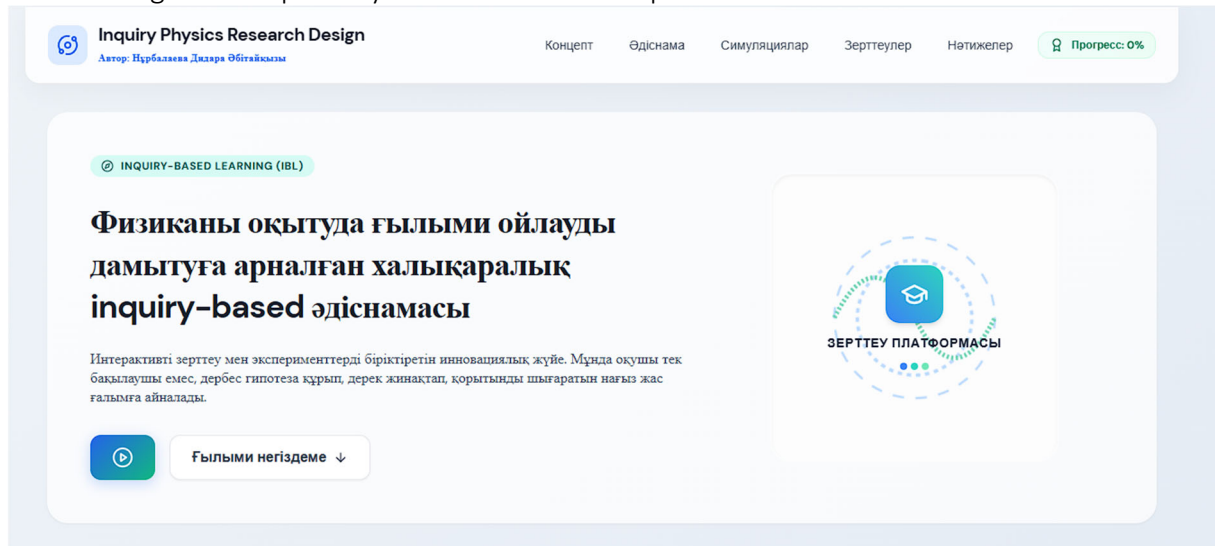 Inquiry Physics Research Design
Автор: Нұрбалаева Дидара Әбітайқызы
Концепт
Әдіснама
Симуляциялар
Зерттеулер
Нәтижелер
Прогресс: 0%
INQUIRY-BASED LEARNING (IBL)
Физиканы оқытуда ғылыми ойлауды
дамытуға арналған халықаралық
inquiry-based әдіснамасы
Интерактивті зерттеу мен эксперименттерді біріктіретін инновациялық жүйе. Мұнда оқушы тек
бақылаушы емес, дербес гипотеза құрып, дерек жинақтап, қорытынды шығаратын нағыз жас
ғалымға айналады.
Ғылыми негіздеме ↓
ЗЕРТТЕУ ПЛАТФОРМАСЫ